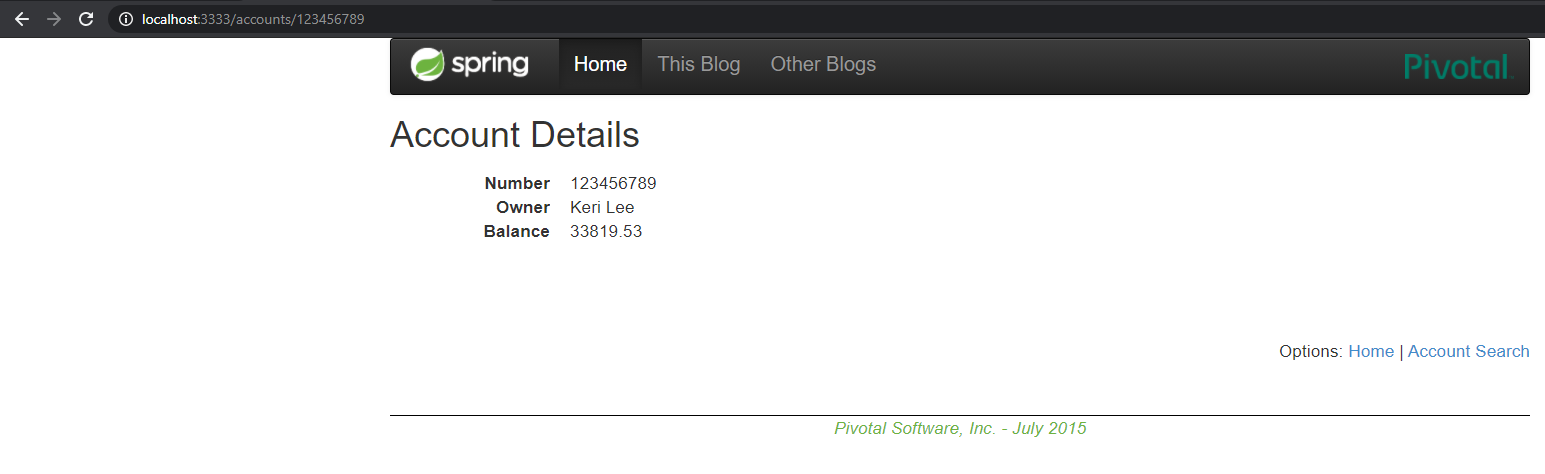 localhost:3333/accounts/123456789
spring Home This Blog Other Blogs Pivotal.
Account Details
Number 123456789
Owner Keri Lee
Balance 33819.53
Options: Home | Account Search
Pivotal Software, Inc. - July 2015